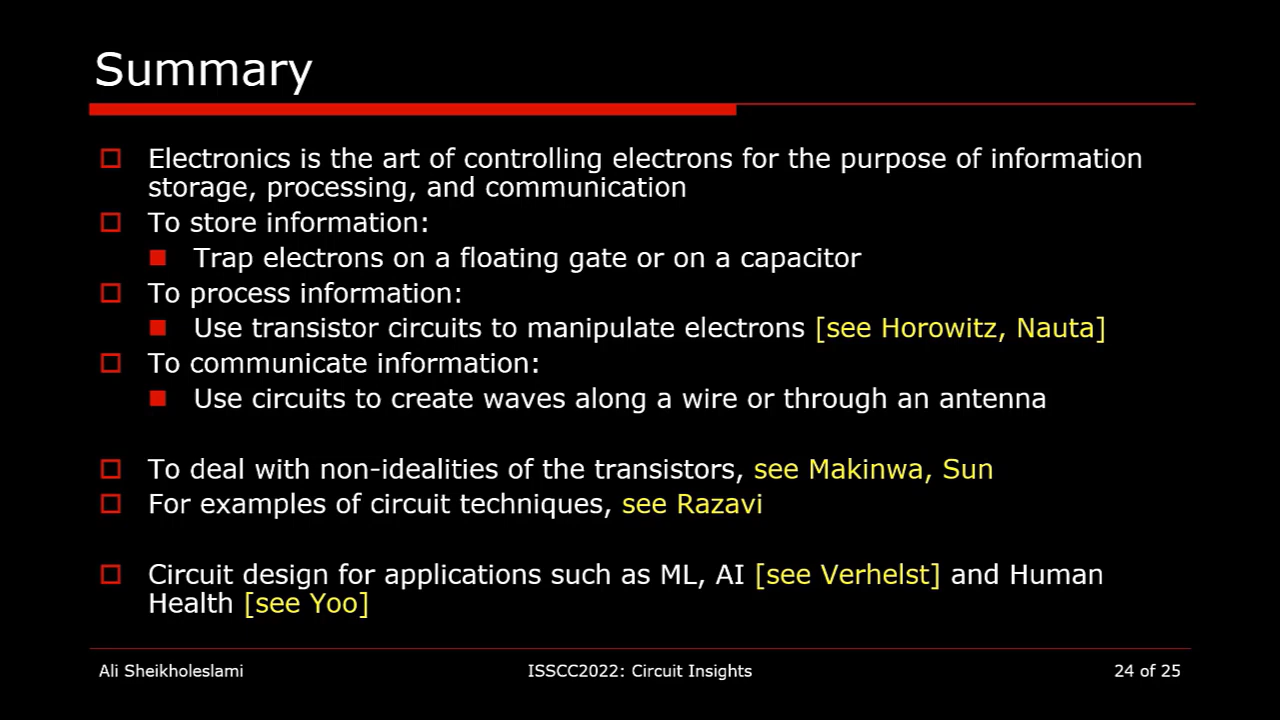 Summary
Electronics is the art of controlling electrons for the purpose of information
storage, processing, and communication
To store information:
Trap electrons on a floating gate or on a capacitor
To process information:
Use transistor circuits to manipulate electrons [see Horowitz, Nauta]
To communicate information:
Use circuits to create waves along a wire or through an antenna
To deal with non-idealities of the transistors, see Makinwa, Sun
For examples of circuit techniques, see Razavi
Circuit design for applications such as ML, AI [see Verhelst] and Human
Health [see Yoo]
Ali Sheikholeslami ISSCC2022: Circuit Insights 24 of 25